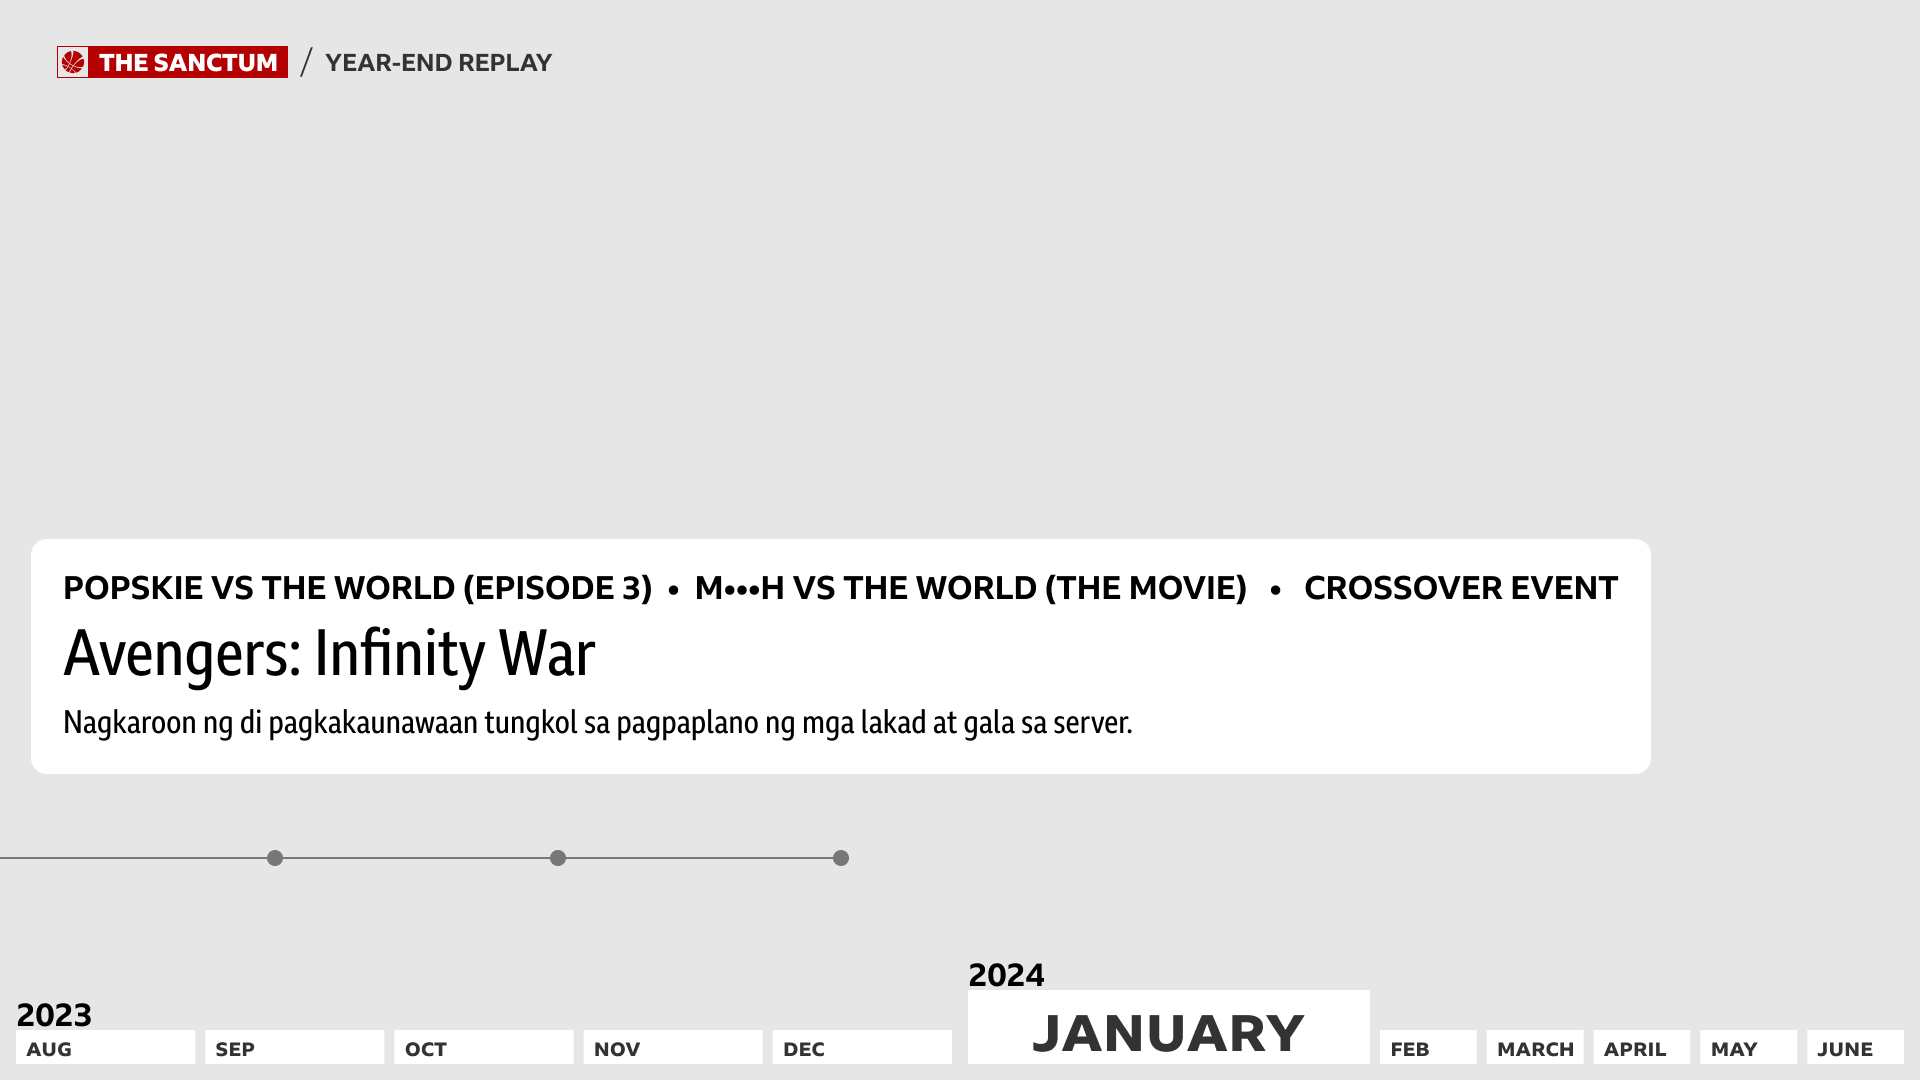 THE SANCTUM / YEAR-END REPLAY
POPSKIE VS THE WORLD (EPISODE 3) • M•••H VS THE WORLD (THE MOVIE) • CROSSOVER EVENT
Avengers: Infinity War
Nagkaroon ng di pagkakaunawaan tungkol sa pagpaplano ng mga lakad at gala sa server.
2023
2024
AUG SEP OCT NOV DEC JANUARY FEB MARCH APRIL MAY JUNE